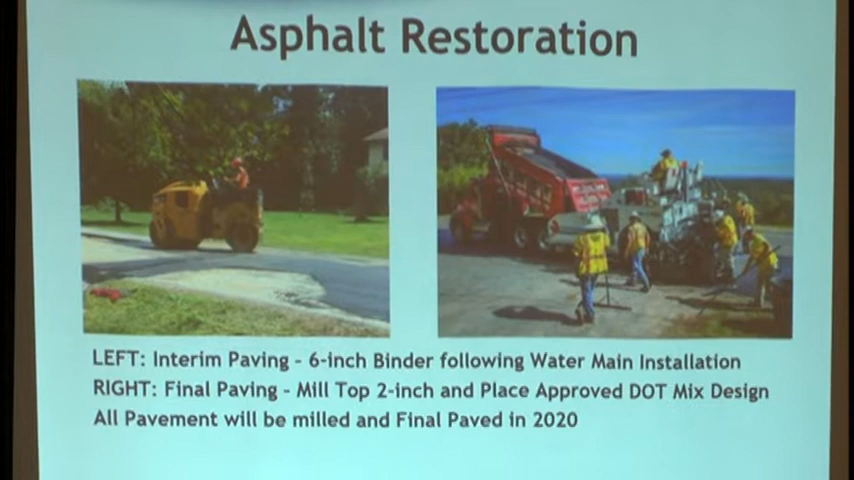 Asphalt Restoration
LEFT: Interim Paving - 6-inch Binder following Water Main Installation
RIGHT: Final Paving - Mill Top 2-inch and Place Approved DOT Mix Design
All Pavement will be milled and Final Paved in 2020